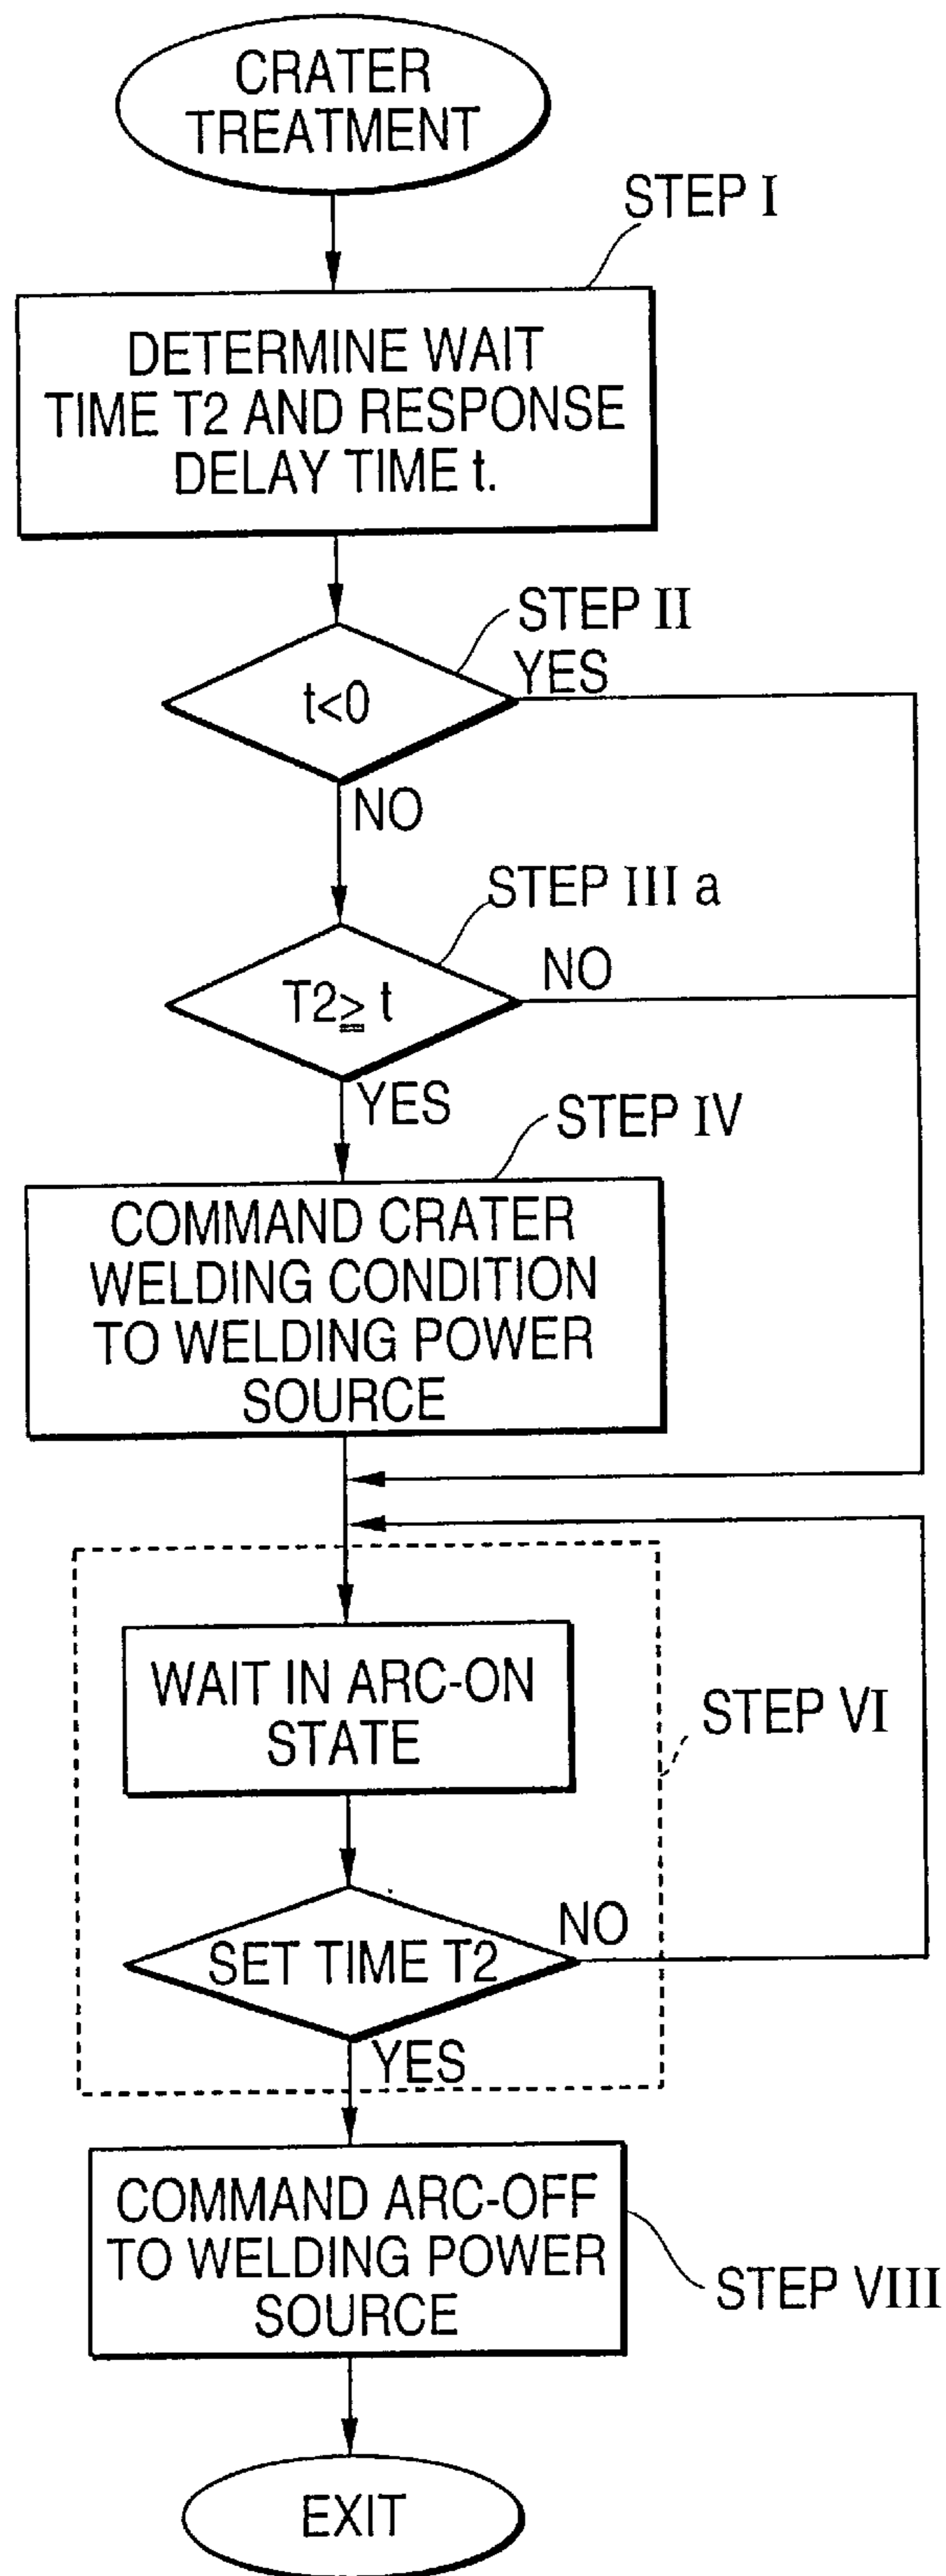 CRATER
TREATMENT
STEP I
DETERMINE WAIT
TIME T2 AND RESPONSE
DELAY TIME t.
STEP II
YES
t<0
NO
STEP III a
NO
T2≧ t
YES
STEP IV
COMMAND CRATER
WELDING CONDITION
TO WELDING POWER
SOURCE
WAIT IN ARC-ON
STATE
STEP VI
NO
SET TIME T2
YES
COMMAND ARC-OFF
TO WELDING POWER
SOURCE
STEP VIII
EXIT